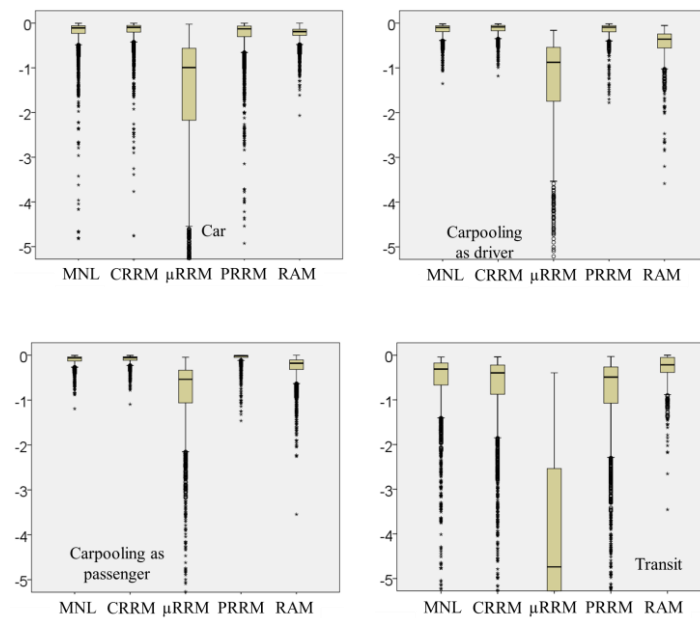 0
-1
-2
-3
-4
-5
Car
MNL CRRM μRRM PRRM RAM
0
-1
-2
-3
-4
-5
Carpooling
as driver
MNL CRRM μRRM PRRM RAM
0
-1
-2
-3
-4
-5
Carpooling as
passenger
MNL CRRM μRRM PRRM RAM
0
-1
-2
-3
-4
-5
Transit
MNL CRRM μRRM PRRM RAM